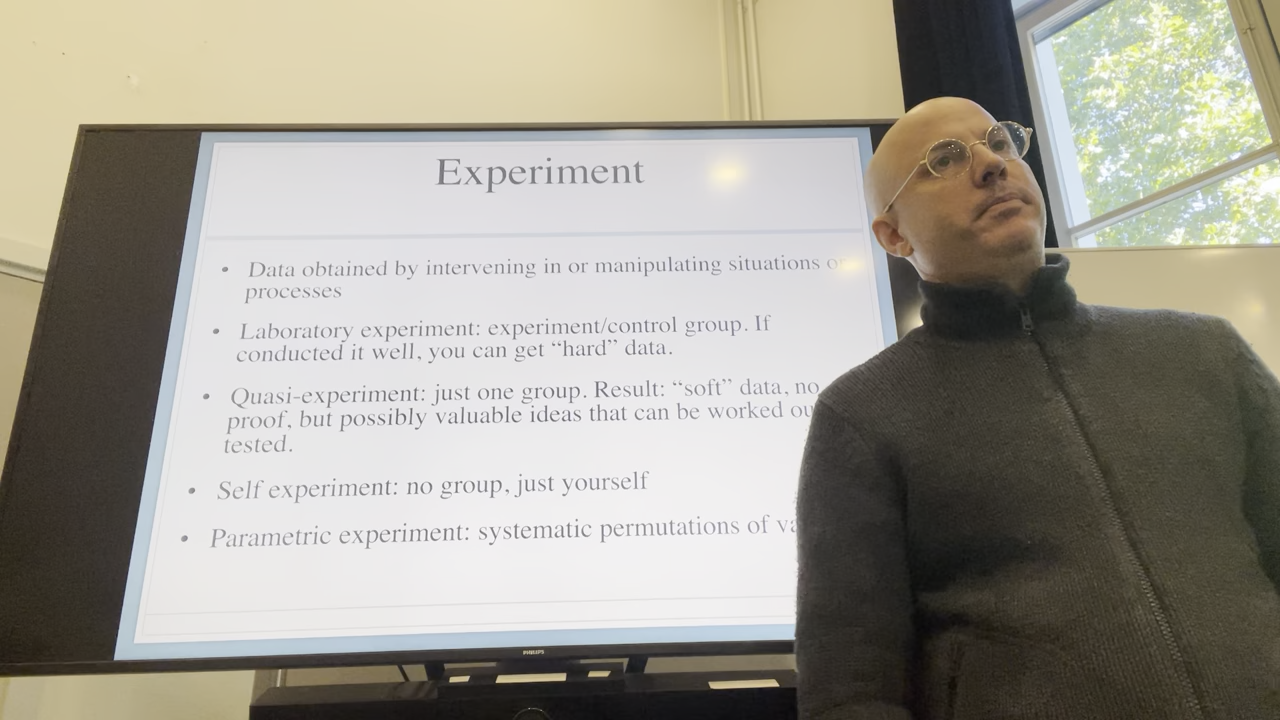 Experiment
• Data obtained by intervening in or manipulating situations or
processes
• Laboratory experiment: experiment/control group. If
conducted it well, you can get “hard” data.
• Quasi-experiment: just one group. Result: “soft” data, no
proof, but possibly valuable ideas that can be worked
tested.
• Self experiment: no group, just yourself
• Parametric experiment: systematic permutations of
PHILIPS